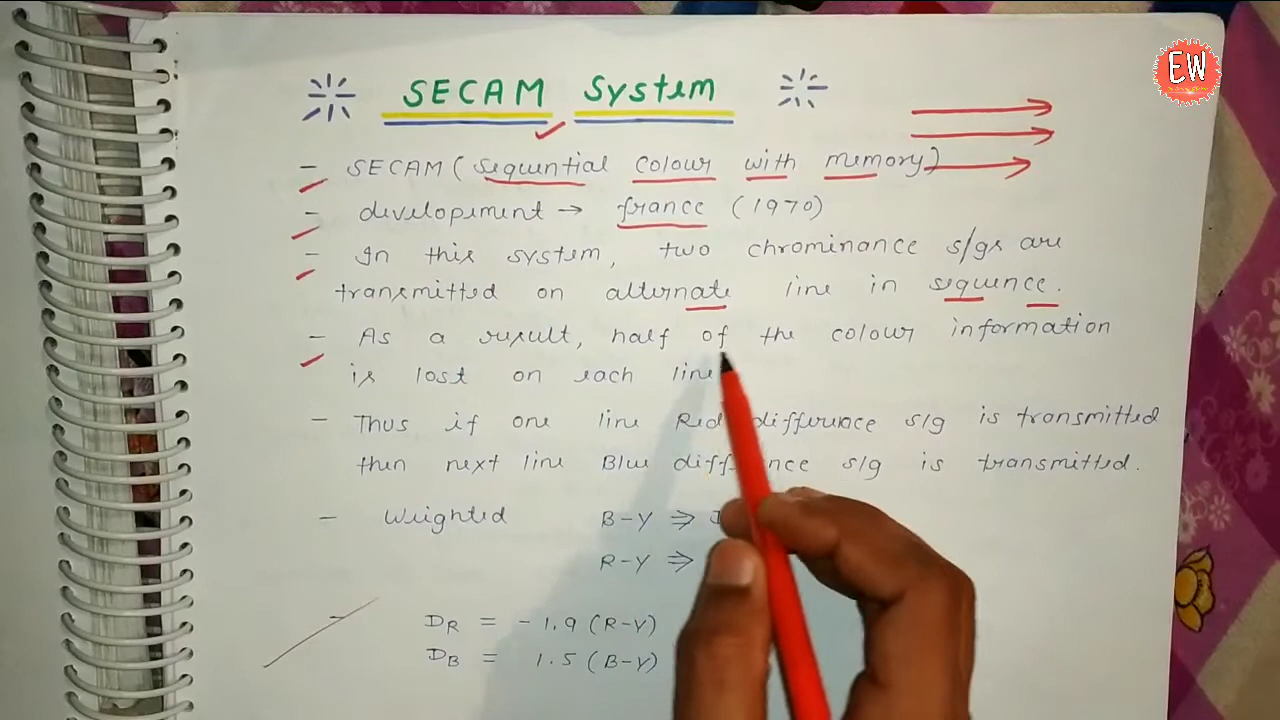 EW
SECAM System
- SECAM (Sequential Colour with memory)
- developement → france (1970)
- In this system, two chrominance s/gs are
transmitted on alternate line in sequence.
- As a result, half of the colour information
is lost on each line
- Thus if one line Red difference s/g is transmitted
then next line Blue difference s/g is transmitted.
- Weighted B-Y ⇒
R-Y ⇒
- DR = -1.9 (R-Y)
DB = 1.5 (B-Y)